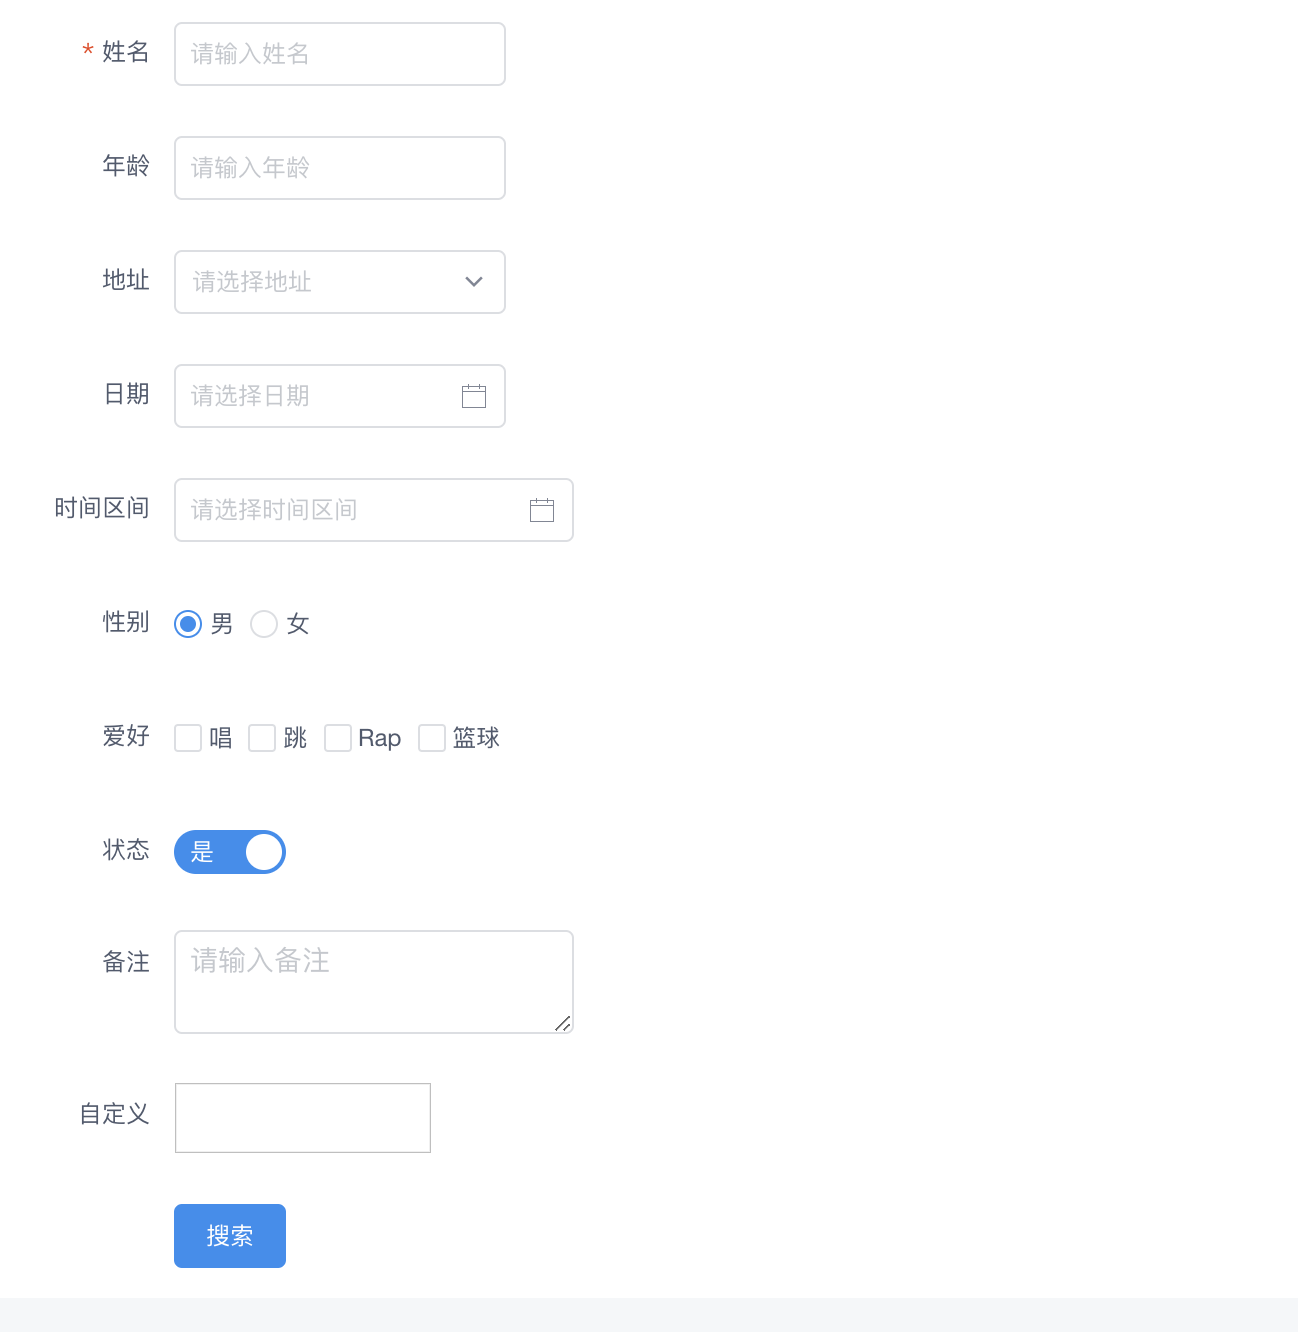 * 姓名 请输入姓名
年龄 请输入年龄
地址 请选择地址
日期 请选择日期
时间区间 请选择时间区间
性别 男 女
爱好 唱 跳 Rap 篮球
状态 是
备注 请输入备注
自定义
搜索